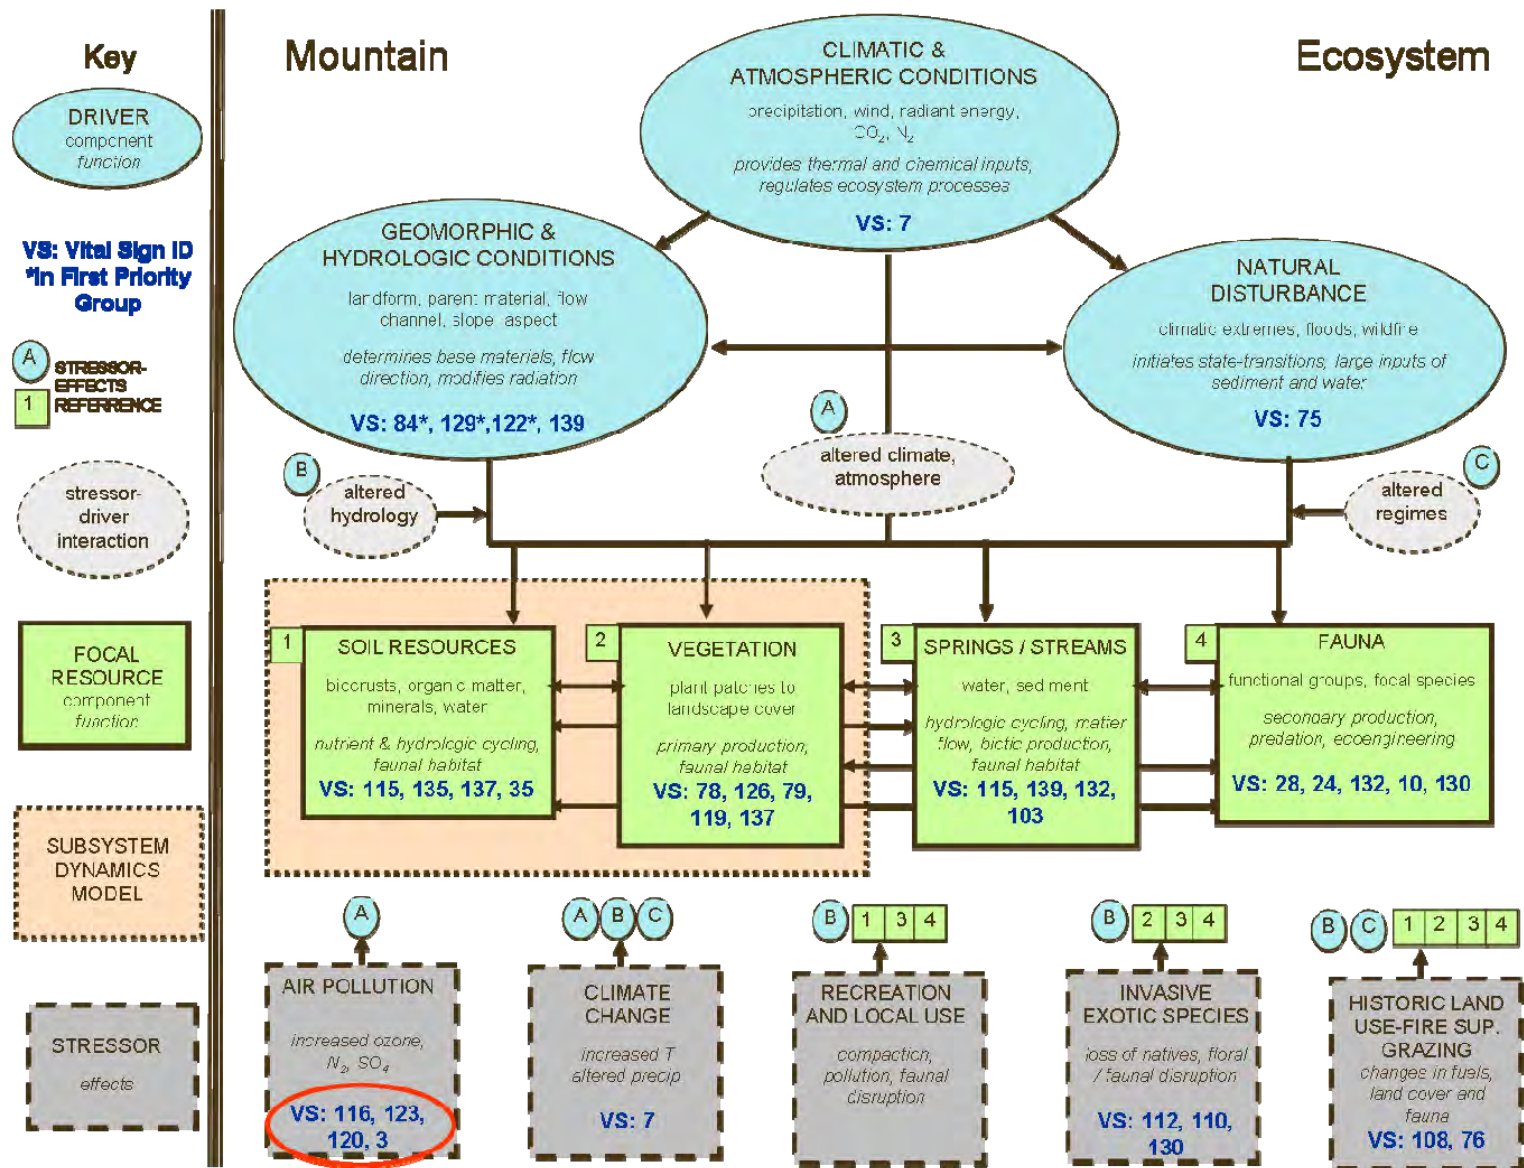 Key
DRIVER
component
function
VS: Vital Sign ID
*In First Priority
Group
A
STRESSOR-
EFFECTS
1
REFERRENCE
stressor-
driver
interaction
FOCAL
RESOURCE
component
function
SUBSYSTEM
DYNAMICS
MODEL
STRESSOR
effects
Mountain
Ecosystem
CLIMATIC &
ATMOSPHERIC CONDITIONS
precipitation, wind, radiant energy,
CO2, N2
provides thermal and chemical inputs,
regulates ecosystem processes
VS: 7
GEOMORPHIC &
HYDROLOGIC CONDITIONS
landform, parent material, flow
channel, slope, aspect
determines base materials, flow
direction, modifies radiation
VS: 84*, 129*,122*, 139
NATURAL
DISTURBANCE
climatic extremes, floods, wildfire
initiates state-transitions, large inputs of
sediment and water
VS: 75
A
altered climate,
atmosphere
B
altered
hydrology
C
altered
regimes
1
SOIL RESOURCES
biocrusts, organic matter,
minerals, water
nutrient & hydrologic cycling,
faunal habitat
VS: 115, 135, 137, 35
2
VEGETATION
plant patches to
landscape cover
primary production,
faunal habitat
VS: 78, 126, 79,
119, 137
3
SPRINGS / STREAMS
water, sediment
hydrologic cycling, matter
flow, biotic production,
faunal habitat
VS: 115, 139, 132,
103
4
FAUNA
functional groups, focal species
secondary production,
predation, ecoengineering
VS: 28, 24, 132, 10, 130
A
AIR POLLUTION
increased ozone,
N2, SO4
VS: 116, 123,
120, 3
A B C
CLIMATE
CHANGE
increased T
altered precip
VS: 7
B 1 3 4
RECREATION
AND LOCAL USE
compaction,
pollution, faunal
disruption
B 2 3 4
INVASIVE
EXOTIC SPECIES
loss of natives, floral
/ faunal disruption
VS: 112, 110,
130
B C 1 2 3 4
HISTORIC LAND
USE-FIRE SUP.
GRAZING
changes in fuels,
land cover and
fauna
VS: 108, 76